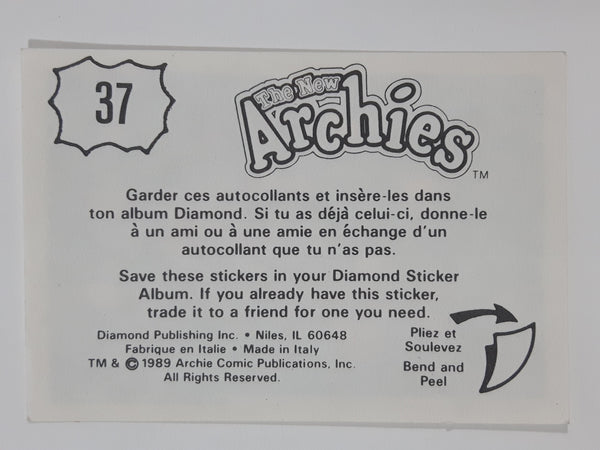 37
The New
Archies
TM
Garder ces autocollants et insère-les dans
ton album Diamond. Si tu as déjà celui-ci, donne-le
à un ami ou à une amie en échange d'un
autocollant que tu n'as pas.
Save these stickers in your Diamond Sticker
Album. If you already have this sticker,
trade it to a friend for one you need.
Diamond Publishing Inc. • Niles, IL 60648
Fabrique en Italie • Made in Italy
TM & © 1989 Archie Comic Publications, Inc.
All Rights Reserved.
Pliez et
Soulevez
Bend and
Peel